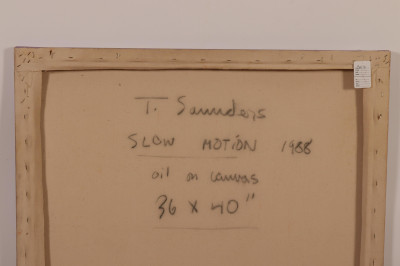 T. Saunders
SLOW MOTION 1988
oil on canvas
36 x 40"